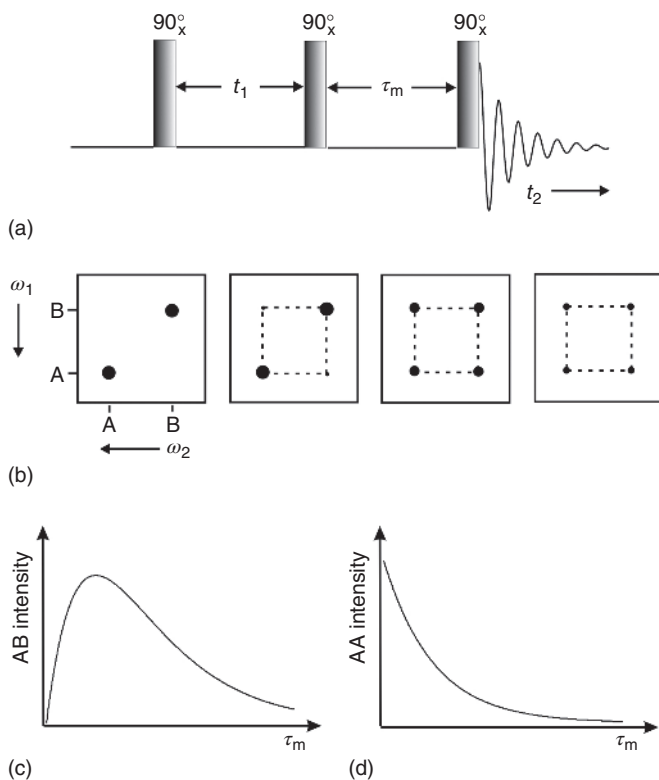 90°x 90°x 90°x
t1 τm
t2
(a)
ω1
B
A
A B
ω2
(b)
AB intensity
τm
(c)
AA intensity
τm
(d)